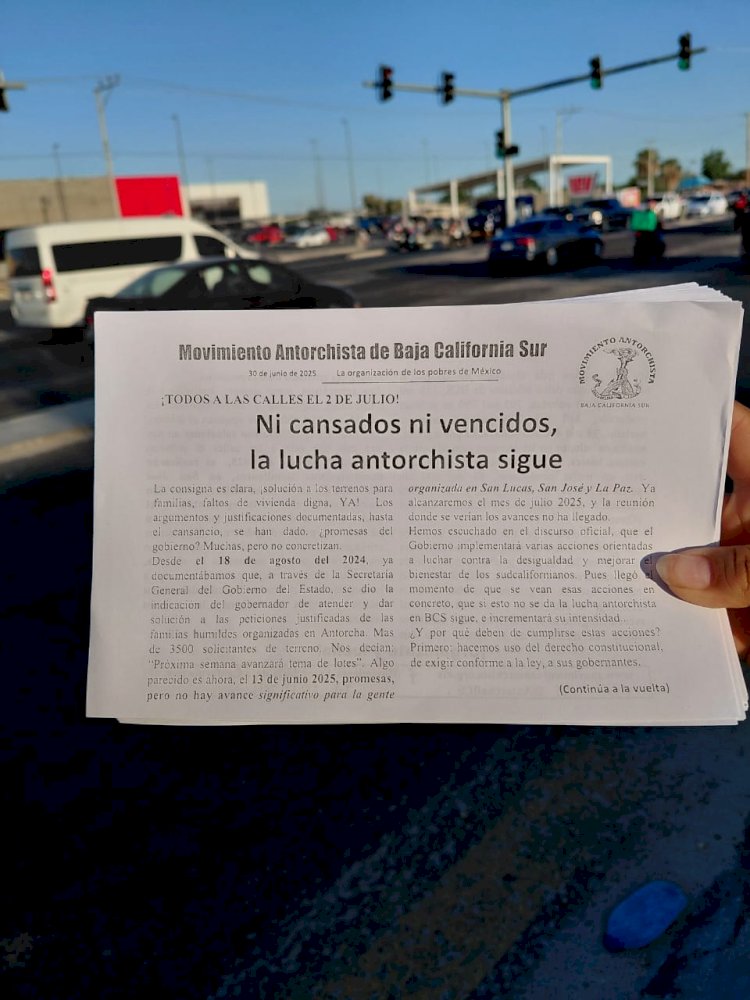 Movimiento Antorchista de Baja California Sur
30 de junio de 2025 La organización de los pobres de México
MOVIMIENTO ANTORCHISTA
BAJA CALIFORNIA SUR
¡TODOS A LAS CALLES EL 2 DE JULIO!
Ni cansados ni vencidos,
la lucha antorchista sigue
La consigna es clara, ¡solución a los terrenos para
familias, faltos de vivienda digna, YA! Los
argumentos y justificaciones documentadas, hasta
el cansancio, se han dado. ¿promesas del
gobierno? Muchas, pero no concretizan.
Desde el 18 de agosto del 2024, ya
documentábamos que, a través de la Secretaría
General del Gobierno del Estado, se dio la
indicación del gobernador de atender y dar
solución a las peticiones justificadas de las
familias humildes organizadas en Antorcha. Mas
de 3500 solicitantes de terreno. Nos decían:
"Próxima semana avanzará tema de lotes". Algo
parecido es ahora, el 13 de junio 2025, promesas,
pero no hay avance significativo para la gente
organizada en San Lucas, San José y La Paz. Ya
alcanzaremos el mes de julio 2025, y la reunión
donde se verían los avances no ha llegado.
Hemos escuchado en el discurso oficial, que el
Gobierno implementará varias acciones orientadas
a luchar contra la desigualdad y mejorar el
bienestar de los sudcalifornianos. Pues llegó el
momento de que se vean esas acciones en
concreto, que si esto no se da la lucha antorchista
en BCS sigue, e incrementará su intensidad..
¿Y por qué deben de cumplirse estas acciones?
Primero: hacemos uso del derecho constitucional,
de exigir conforme a la ley, a sus gobernantes.
(Continúa a la vuelta)